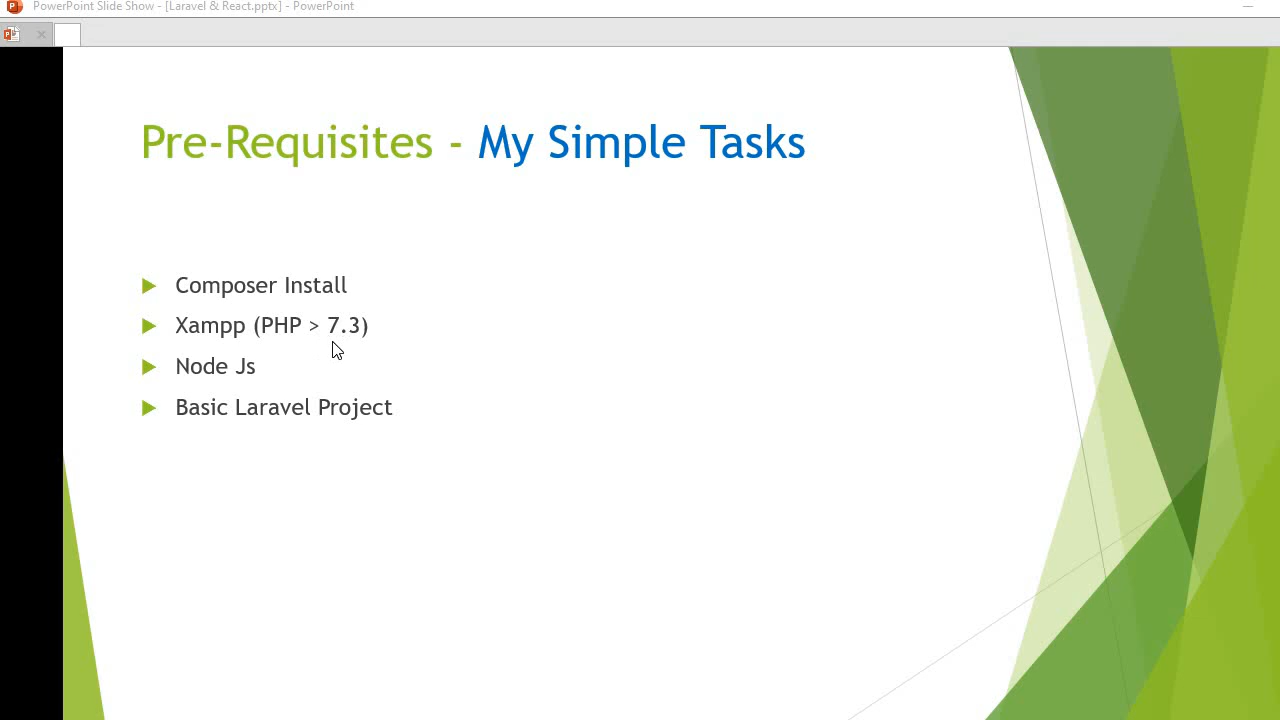 PowerPoint Slide Show - [Laravel & React.pptx] - PowerPoint
Pre-Requisites - My Simple Tasks
Composer Install
Xampp (PHP > 7.3)
Node Js
Basic Laravel Project